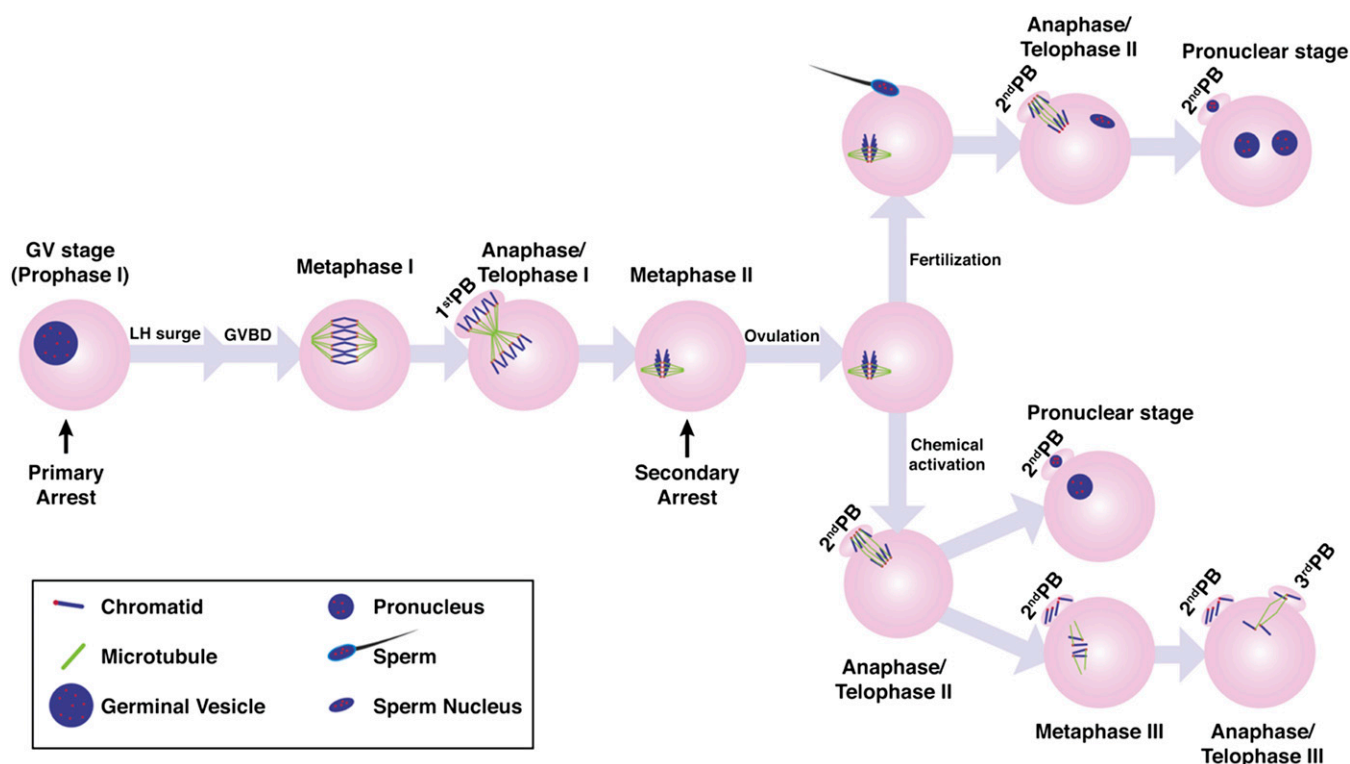 Anaphase/
Telophase II
Pronuclear stage
2ndPB
2ndPB
GV stage
(Prophase I)
Metaphase I
Anaphase/
Telophase I
1stPB
Metaphase II
Fertilization
LH surge
GVBD
Ovulation
Primary
Arrest
Secondary
Arrest
Chemical
activation
Pronuclear stage
2ndPB
2ndPB
2ndPB
2ndPB
3rdPB
Anaphase/
Telophase II
Metaphase III
Anaphase/
Telophase III
Chromatid
Pronucleus
Microtubule
Sperm
Germinal Vesicle
Sperm Nucleus